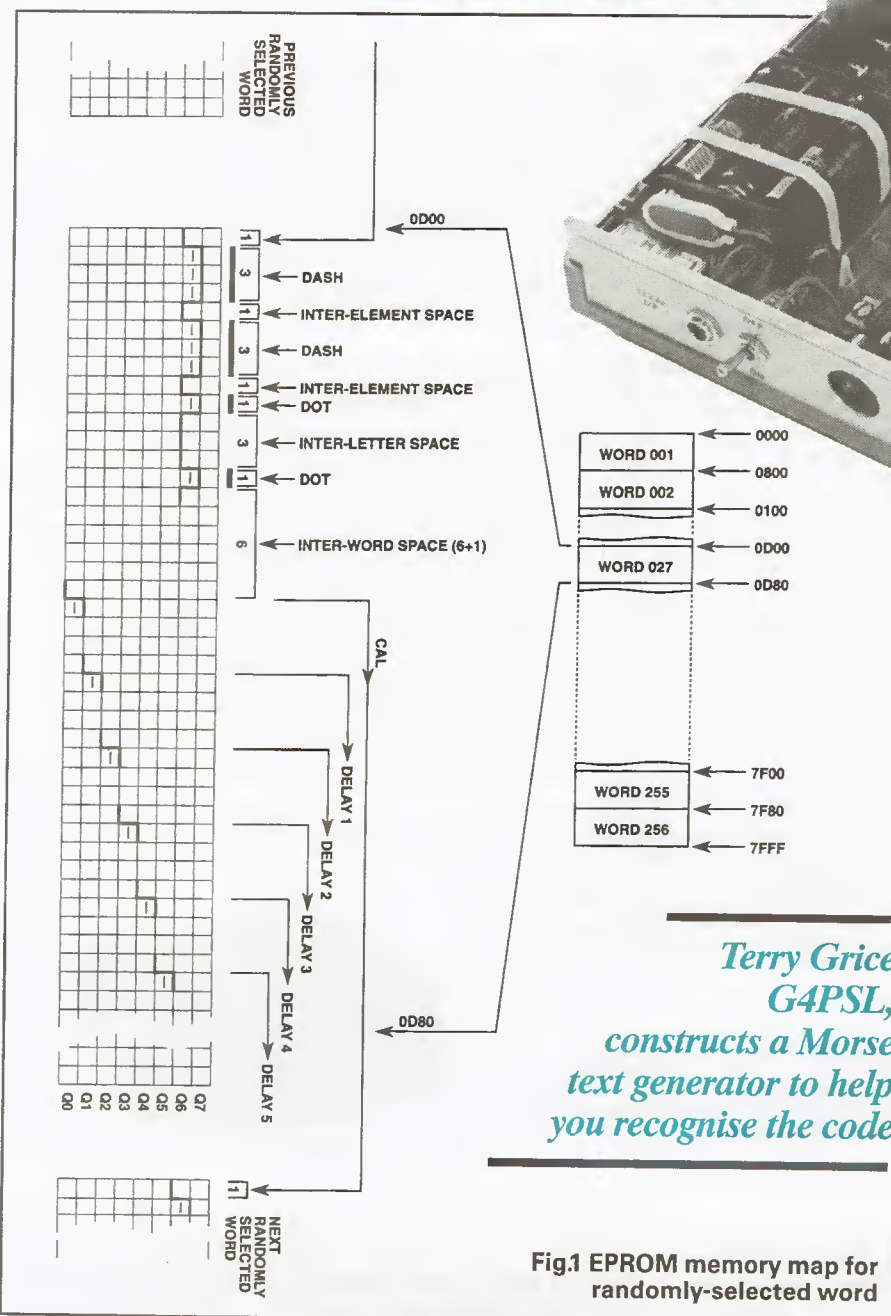 PREVIOUS
RANDOMLY
SELECTED
WORD
0D00
1
3
DASH
1
INTER-ELEMENT SPACE
3
DASH
1
INTER-ELEMENT SPACE
1
DOT
3
INTER-LETTER SPACE
1
DOT
6
INTER-WORD SPACE (6+1)
CAL
DELAY 1
DELAY 2
DELAY 3
DELAY 4
DELAY 5
0D80
Q0
Q1
Q2
Q3
Q4
Q5
Q6
Q7
1
NEXT
RANDOMLY
SELECTED
WORD
0000
WORD 001
0800
WORD 002
0100
0D00
WORD 027
0D80
7F00
WORD 255
7F80
WORD 256
7FFF
Terry Grice
G4PSL,
constructs a Morse
text generator to help
you recognise the code
Fig.1 EPROM memory map for
randomly-selected word